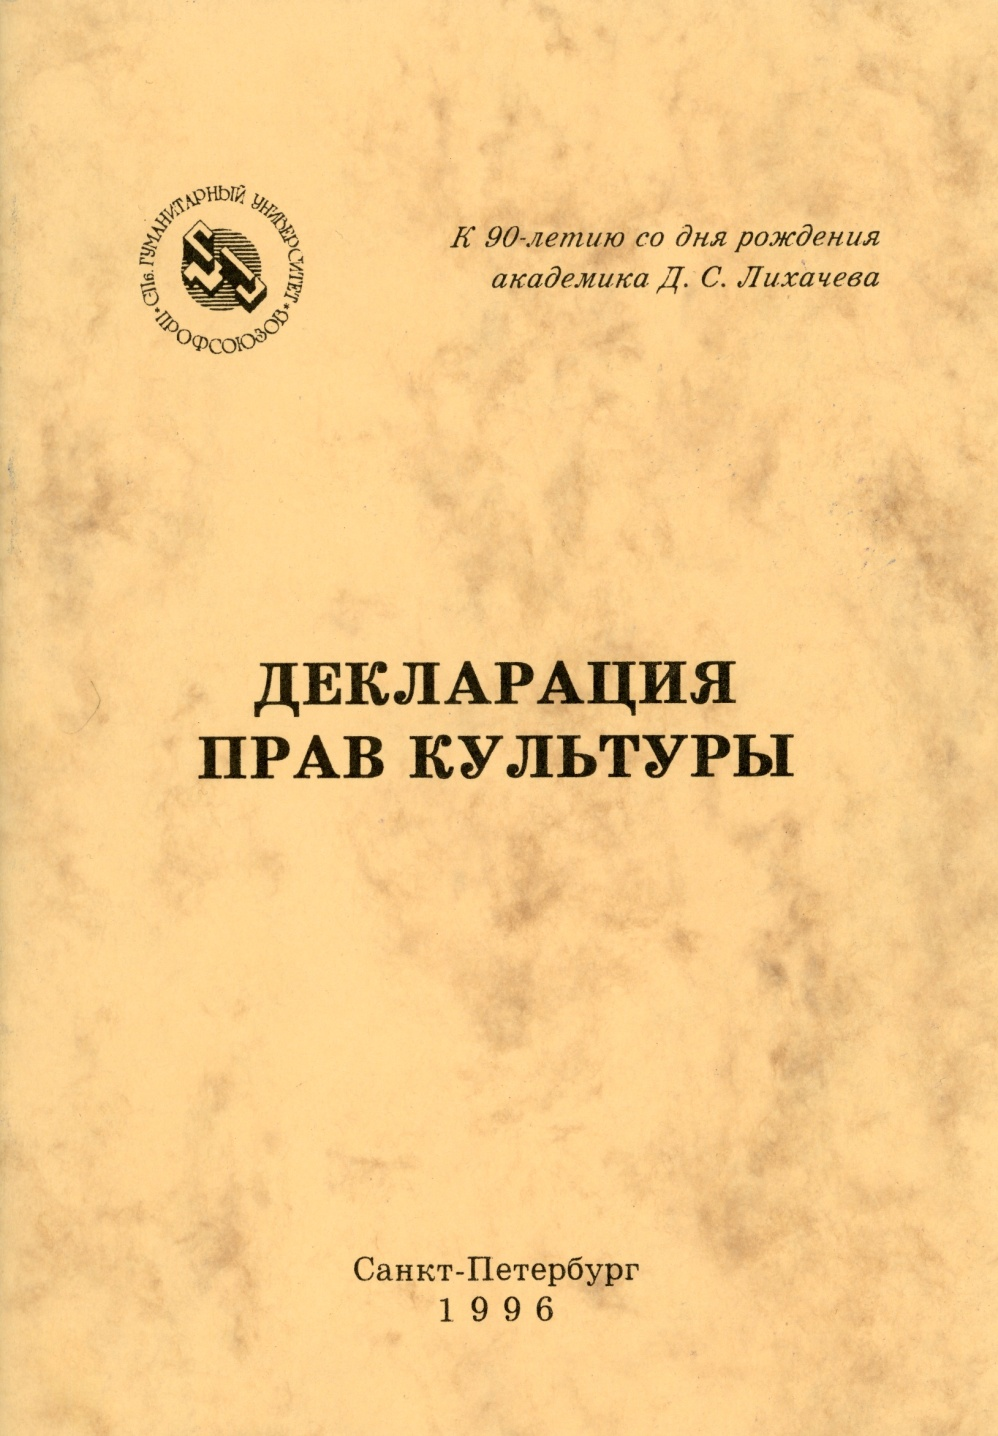 СПб. ГУМАНИТАРНЫЙ УНИВЕРСИТЕТ
ПРОФСОЮЗОВ
К 90-летию со дня рождения
академика Д. С. Лихачева
ДЕКЛАРАЦИЯ
ПРАВ КУЛЬТУРЫ
Санкт-Петербург
1996